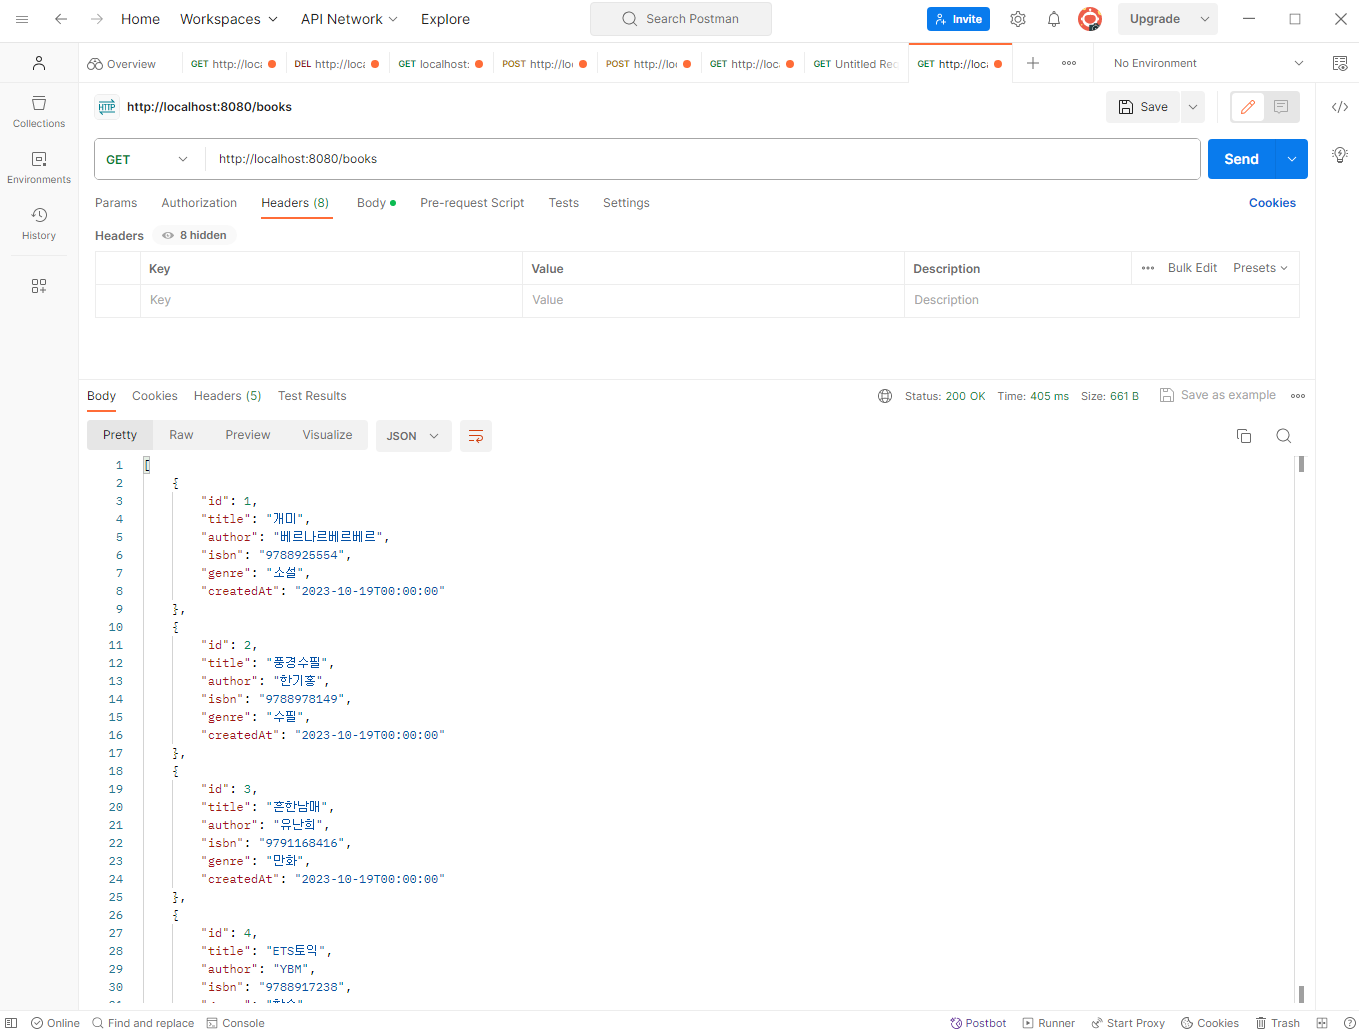 Home Workspaces API Network Explore Search Postman Invite Upgrade
Overview GET http://loca DEL http://loca GET localhost: POST http://lo POST http://lo GET http://loca GET Untitled Re GET http://loca No Environment
Collections
Environments
History
HTTP http://localhost:8080/books Save
GET http://localhost:8080/books Send
Params Authorization Headers (8) Body Pre-request Script Tests Settings Cookies
Headers 8 hidden
Key Value Description Bulk Edit Presets
Key Value Description
Body Cookies Headers (5) Test Results Status: 200 OK Time: 405 ms Size: 661 B Save as example
Pretty Raw Preview Visualize JSON
1 [
2 {
3 "id": 1,
4 "title": "개미",
5 "author": "베르나르베르베르",
6 "isbn": "9788925554",
7 "genre": "소설",
8 "createdAt": "2023-10-19T00:00:00"
9 },
10 {
11 "id": 2,
12 "title": "풍경수필",
13 "author": "한기홍",
14 "isbn": "9788978149",
15 "genre": "수필",
16 "createdAt": "2023-10-19T00:00:00"
17 },
18 {
19 "id": 3,
20 "title": "흔한남매",
21 "author": "유난희",
22 "isbn": "9791168416",
23 "genre": "만화",
24 "createdAt": "2023-10-19T00:00:00"
25 },
26 {
27 "id": 4,
28 "title": "ETS토익",
29 "author": "YBM",
30 "isbn": "9788917238",
Online Find and replace Console Postbot Runner Start Proxy Cookies Trash